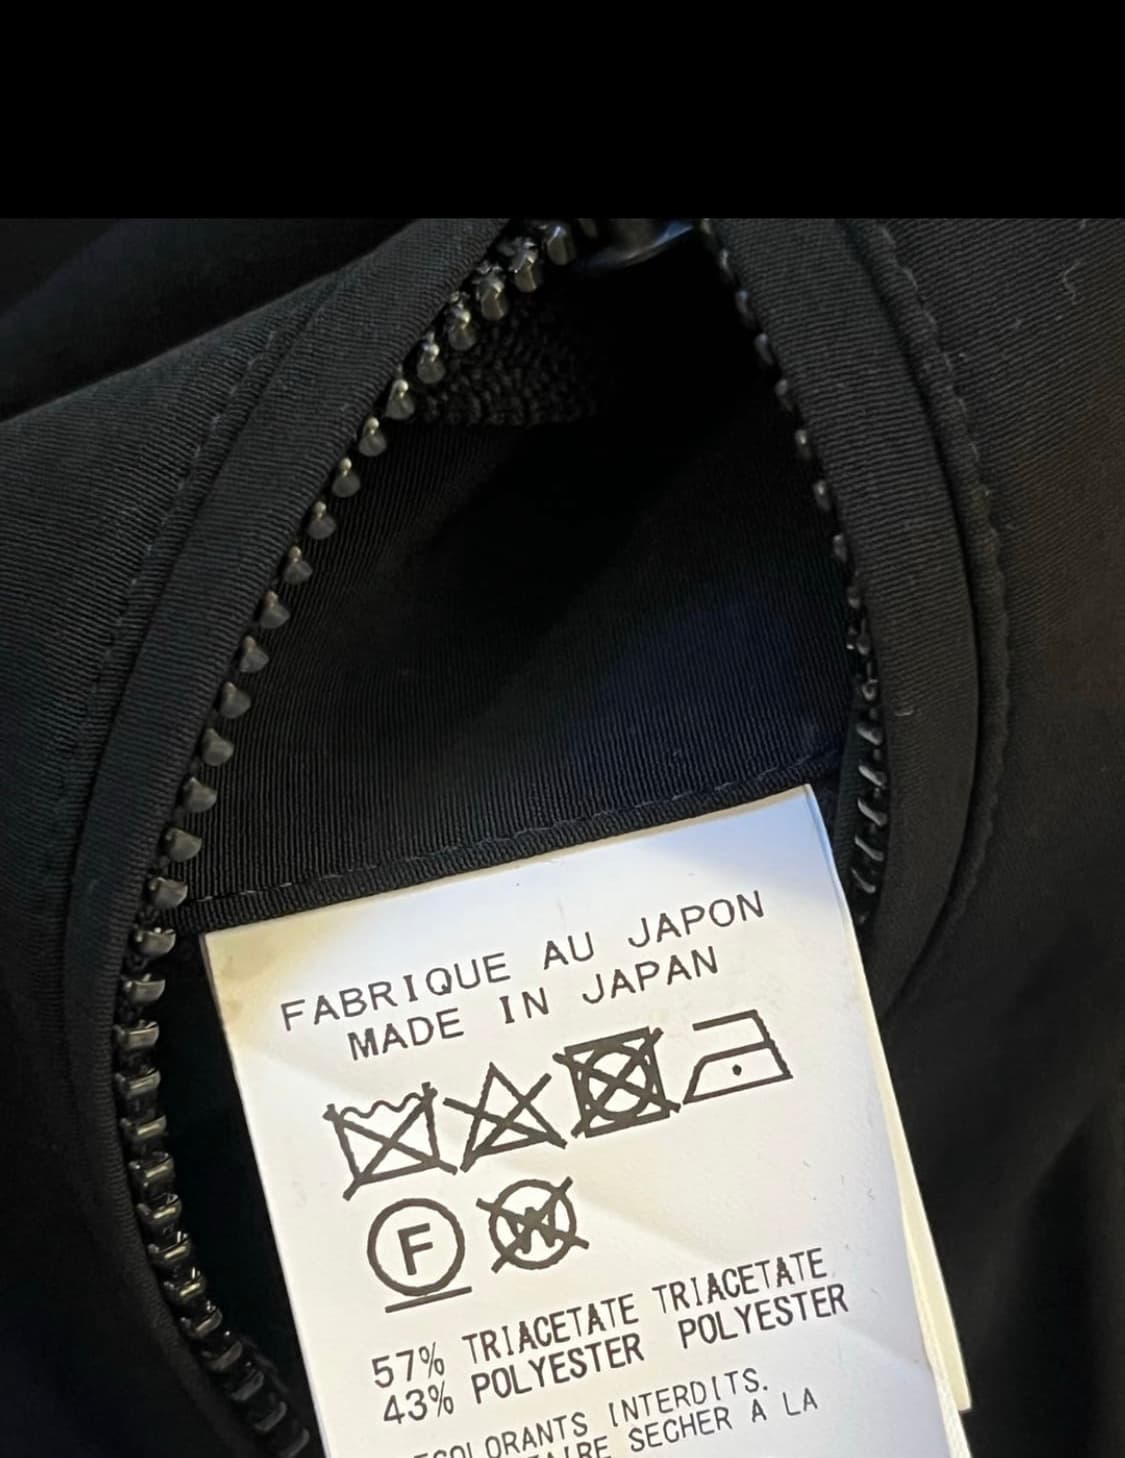 FABRIQUE AU JAPON
MADE IN JAPAN
F W
57% TRIACETATE TRIACETATE
43% POLYESTER POLYESTER
INTERDITS.
SECHER A LA